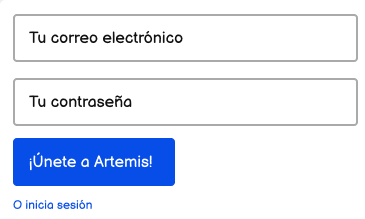 Tu correo electrónico
Tu contraseña
¡Únete a Artemis!
O inicia sesión